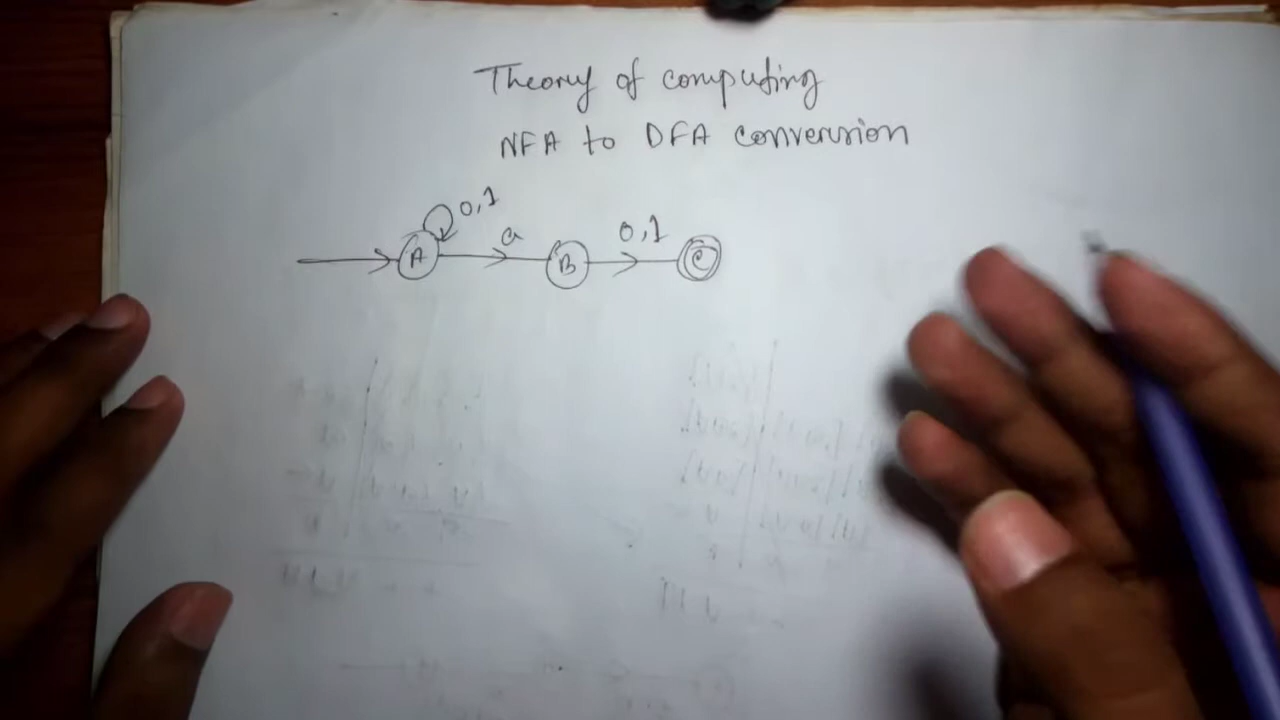 Theory of computing
NFA to DFA conversion
0,1
a
0,1
A
B
C